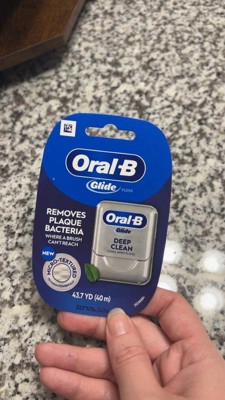 Oral-B
Glide FLOSS
REMOVES
PLAQUE
BACTERIA
WHERE A BRUSH
CAN'T REACH
NEW
MICRO-TEXTURED
Oral-B
Glide
DEEP
CLEAN
43.7 YD (40 m)